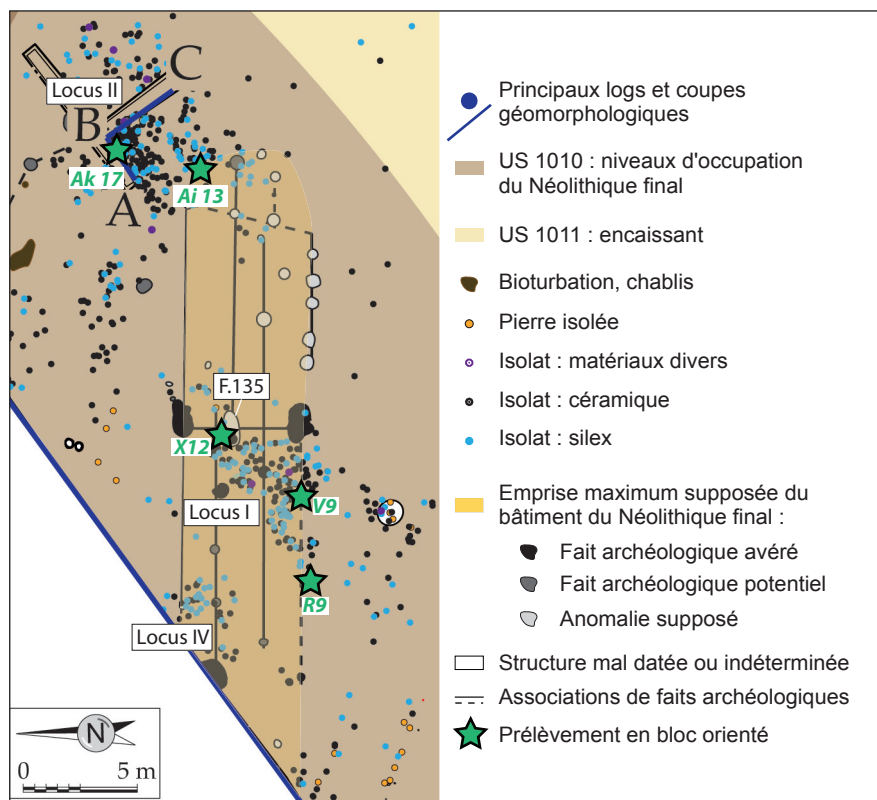 Locus II
C
B
Ak 17
Ai 13
A
F.135
X12
Locus I
V9
R9
Locus IV
N
0 5 m
Principaux logs et coupes
géomorphologiques
US 1010 : niveaux d'occupation
du Néolithique final
US 1011 : encaissant
Bioturbation, chablis
Pierre isolée
Isolat : matériaux divers
Isolat : céramique
Isolat : silex
Emprise maximum supposée du
bâtiment du Néolithique final :
Fait archéologique avéré
Fait archéologique potentiel
Anomalie supposé
Structure mal datée ou indéterminée
Associations de faits archéologiques
Prélèvement en bloc orienté